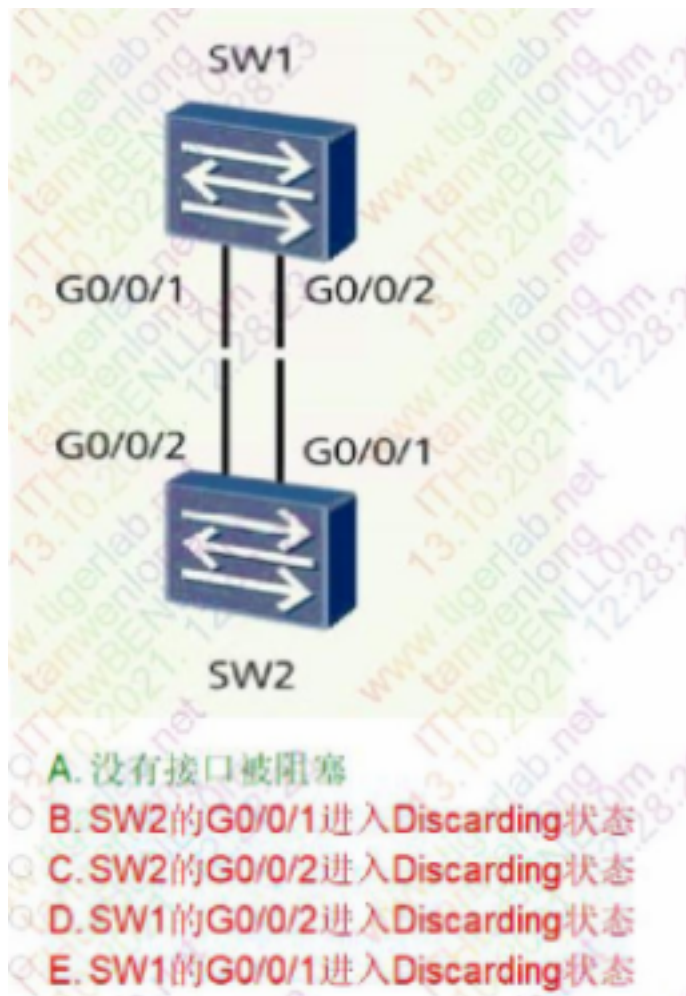 SW1
G0/0/1 G0/0/2
G0/0/2 G0/0/1
SW2
A. 没有接口被阻塞
B. SW2的G0/0/1进入Discarding状态
C. SW2的G0/0/2进入Discarding状态
D. SW1的G0/0/2进入Discarding状态
E. SW1的G0/0/1进入Discarding状态